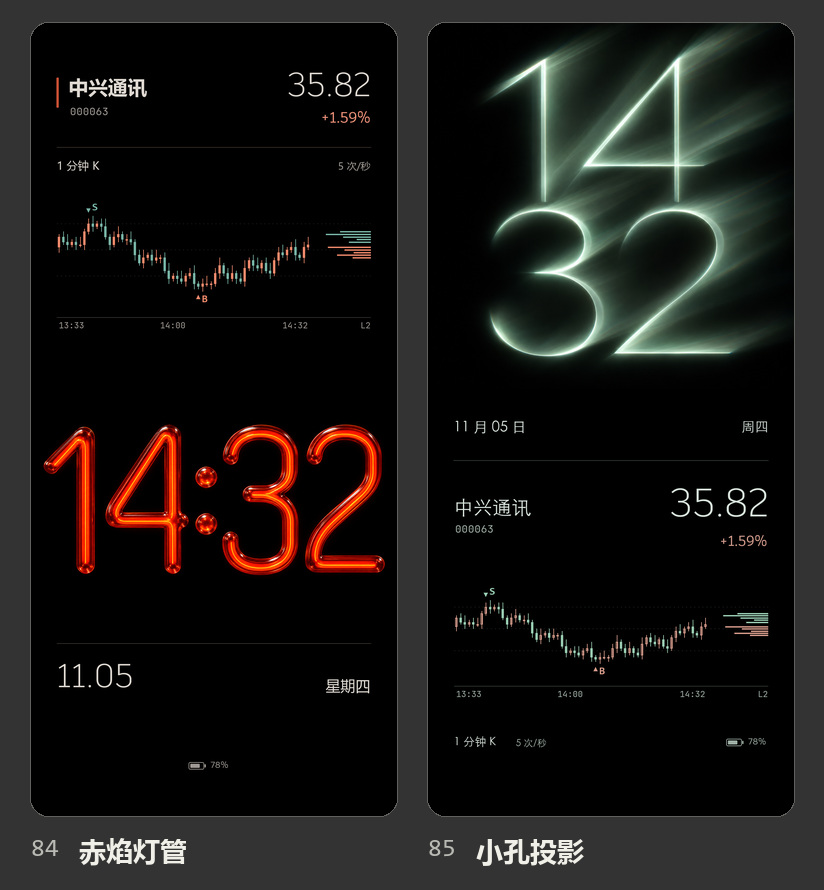 中兴通讯
000063
35.82
+1.59%
1 分钟 K
5 次/秒
S
B
13:33
14:00
14:32
L2
14:32
11.05
星期四
78%
84 赤焰灯管
14
32
11 月 05 日
周四
中兴通讯
000063
35.82
+1.59%
S
B
13:33
14:00
14:32
L2
1 分钟 K
5 次/秒
78%
85 小孔投影